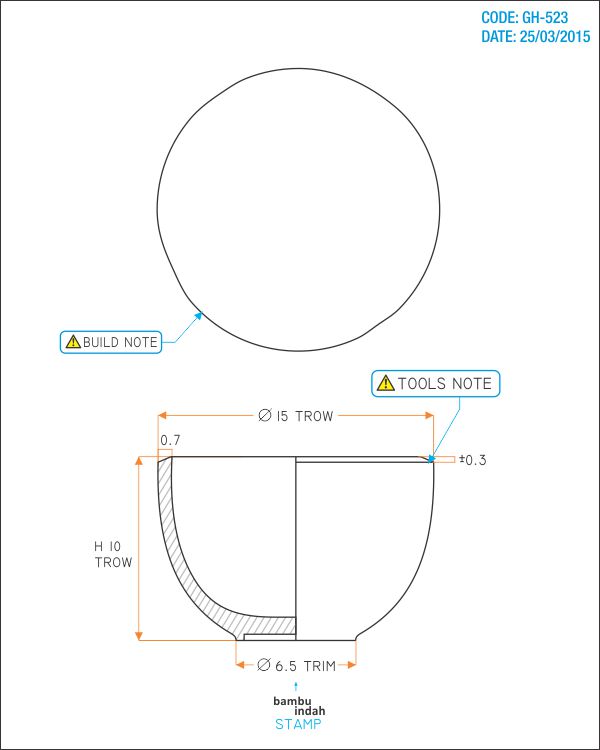 CODE: GH-523
DATE: 25/03/2015
BUILD NOTE
TOOLS NOTE
Ø 15 TROW
0.7
±0.3
H 10
TROW
Ø 6.5 TRIM
bambu
indah
STAMP